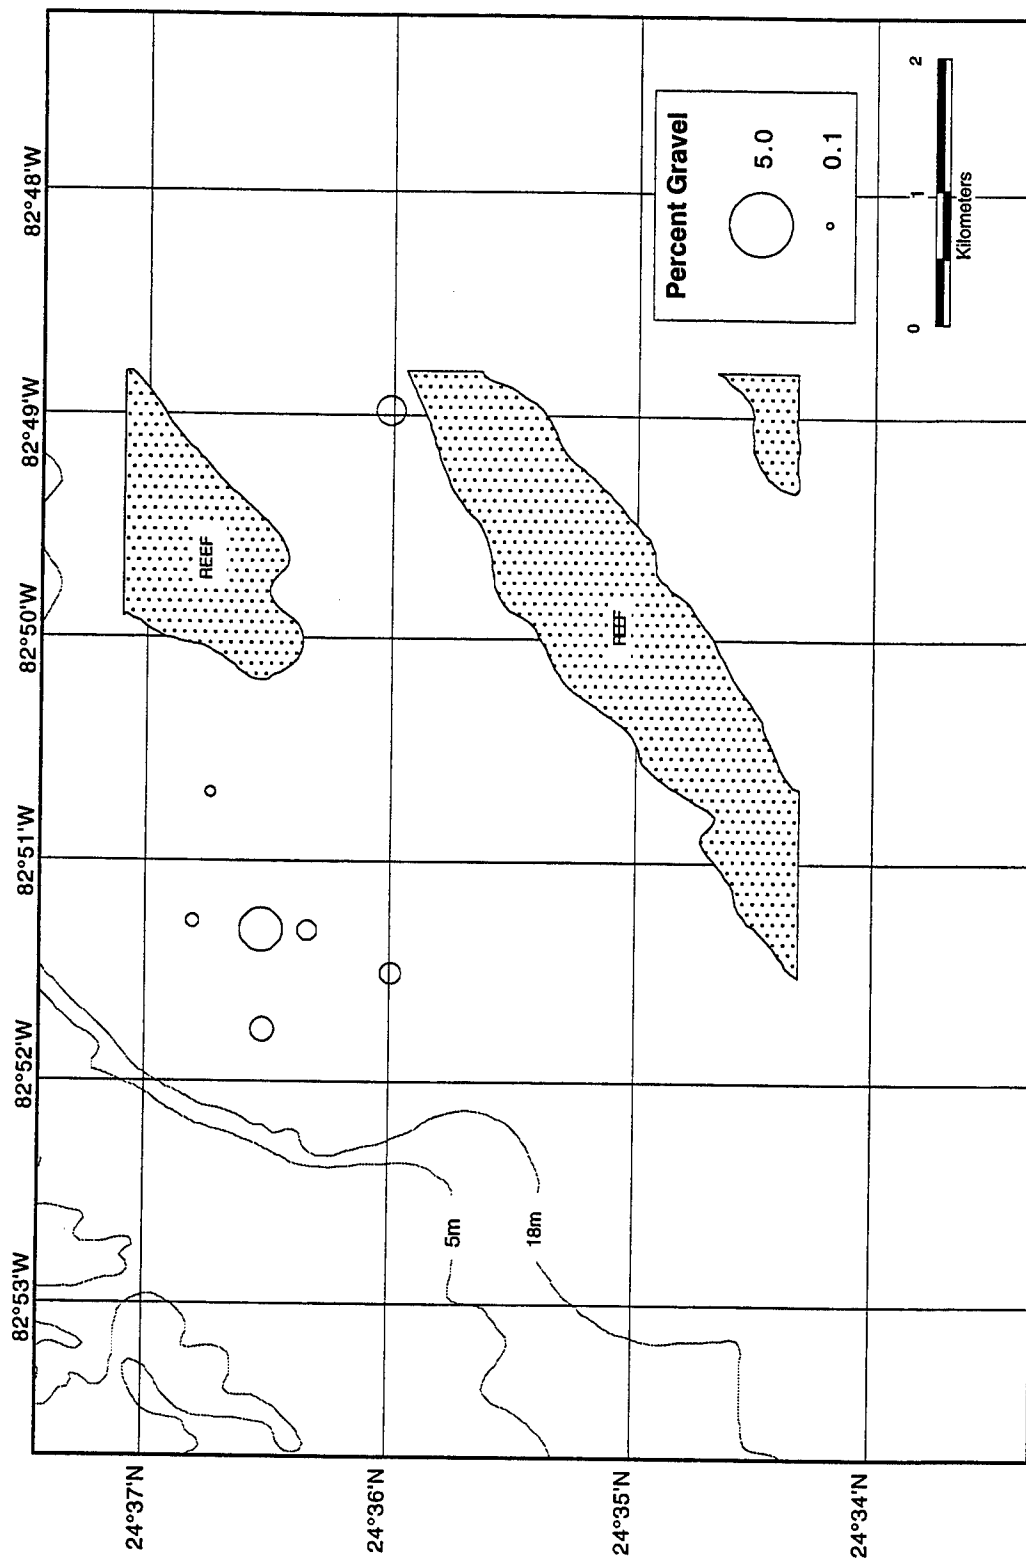 82°53'W
82°52'W
82°51'W
82°50'W
82°49'W
82°48'W
24°37'N
24°36'N
24°35'N
24°34'N
REEF
REEF
5m
18m
Percent Gravel
5.0
0.1
0 1 2
Kilometers